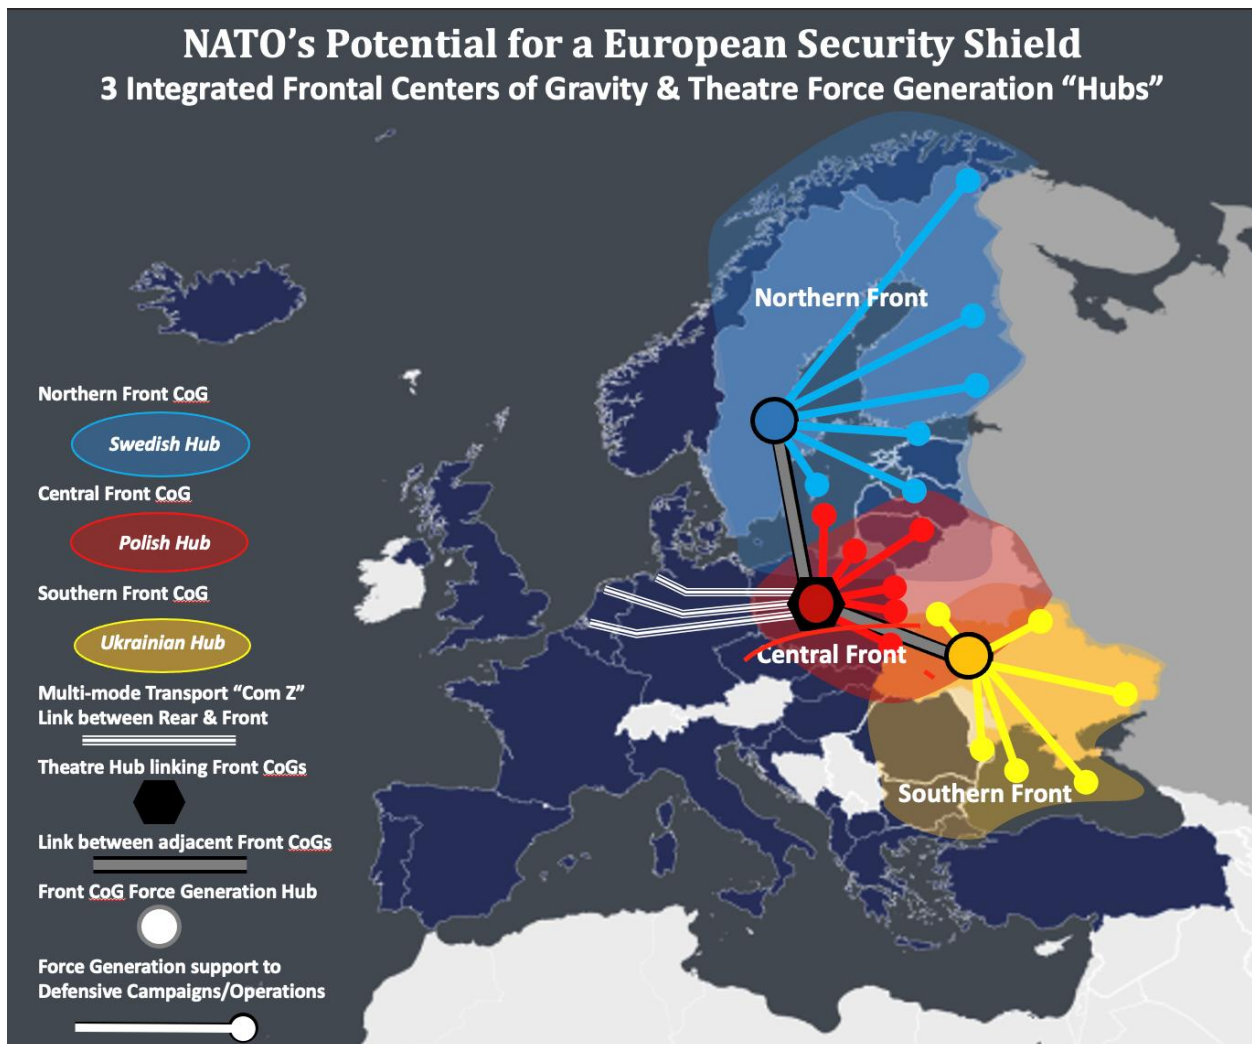 NATO’s Potential for a European Security Shield
3 Integrated Frontal Centers of Gravity & Theatre Force Generation “Hubs”
Northern Front
Northern Front CoG
Swedish Hub
Central Front CoG
Polish Hub
Southern Front CoG
Ukrainian Hub
Central Front
Multi-mode Transport “Com Z”
Link between Rear & Front
Theatre Hub linking Front CoGs
Southern Front
Link between adjacent Front CoGs
Front CoG Force Generation Hub
Force Generation support to
Defensive Campaigns/Operations